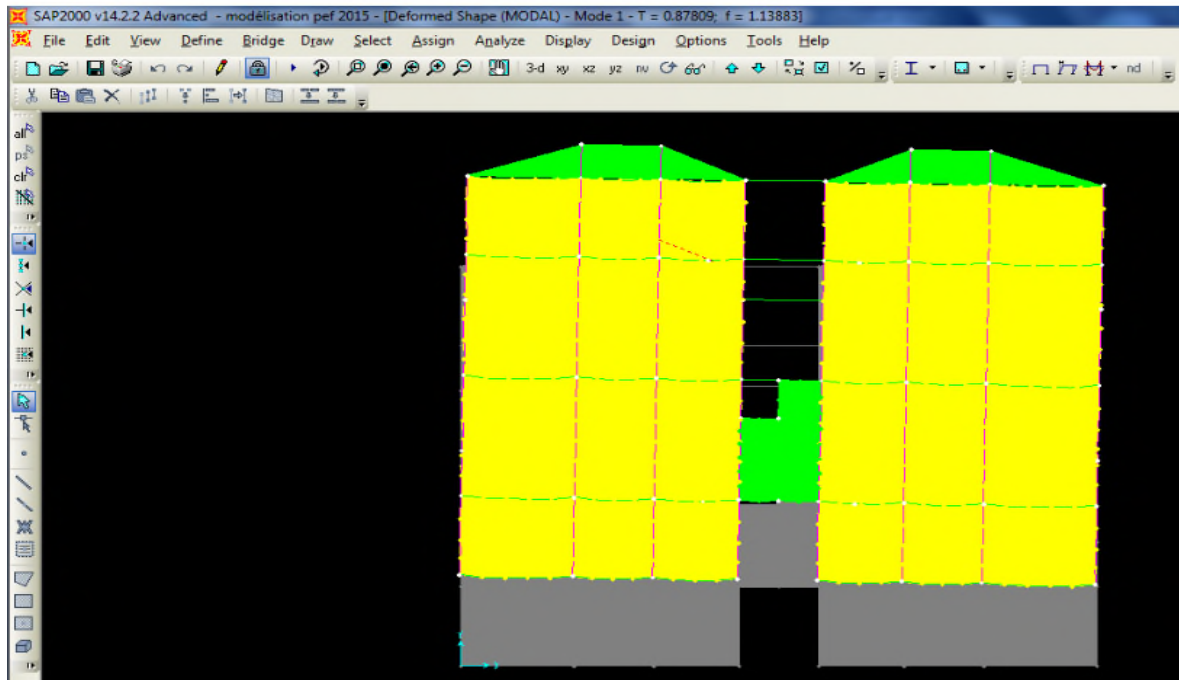 SAP2000 v14.2.2 Advanced - modélisation pef 2015 - [Deformed Shape (MODAL) - Mode 1 - T = 0.87809; f = 1.13883]
File Edit View Define Bridge Draw Select Assign Analyze Display Design Options Tools Help
3-d xy xz yz nv nd
all
ps
clr